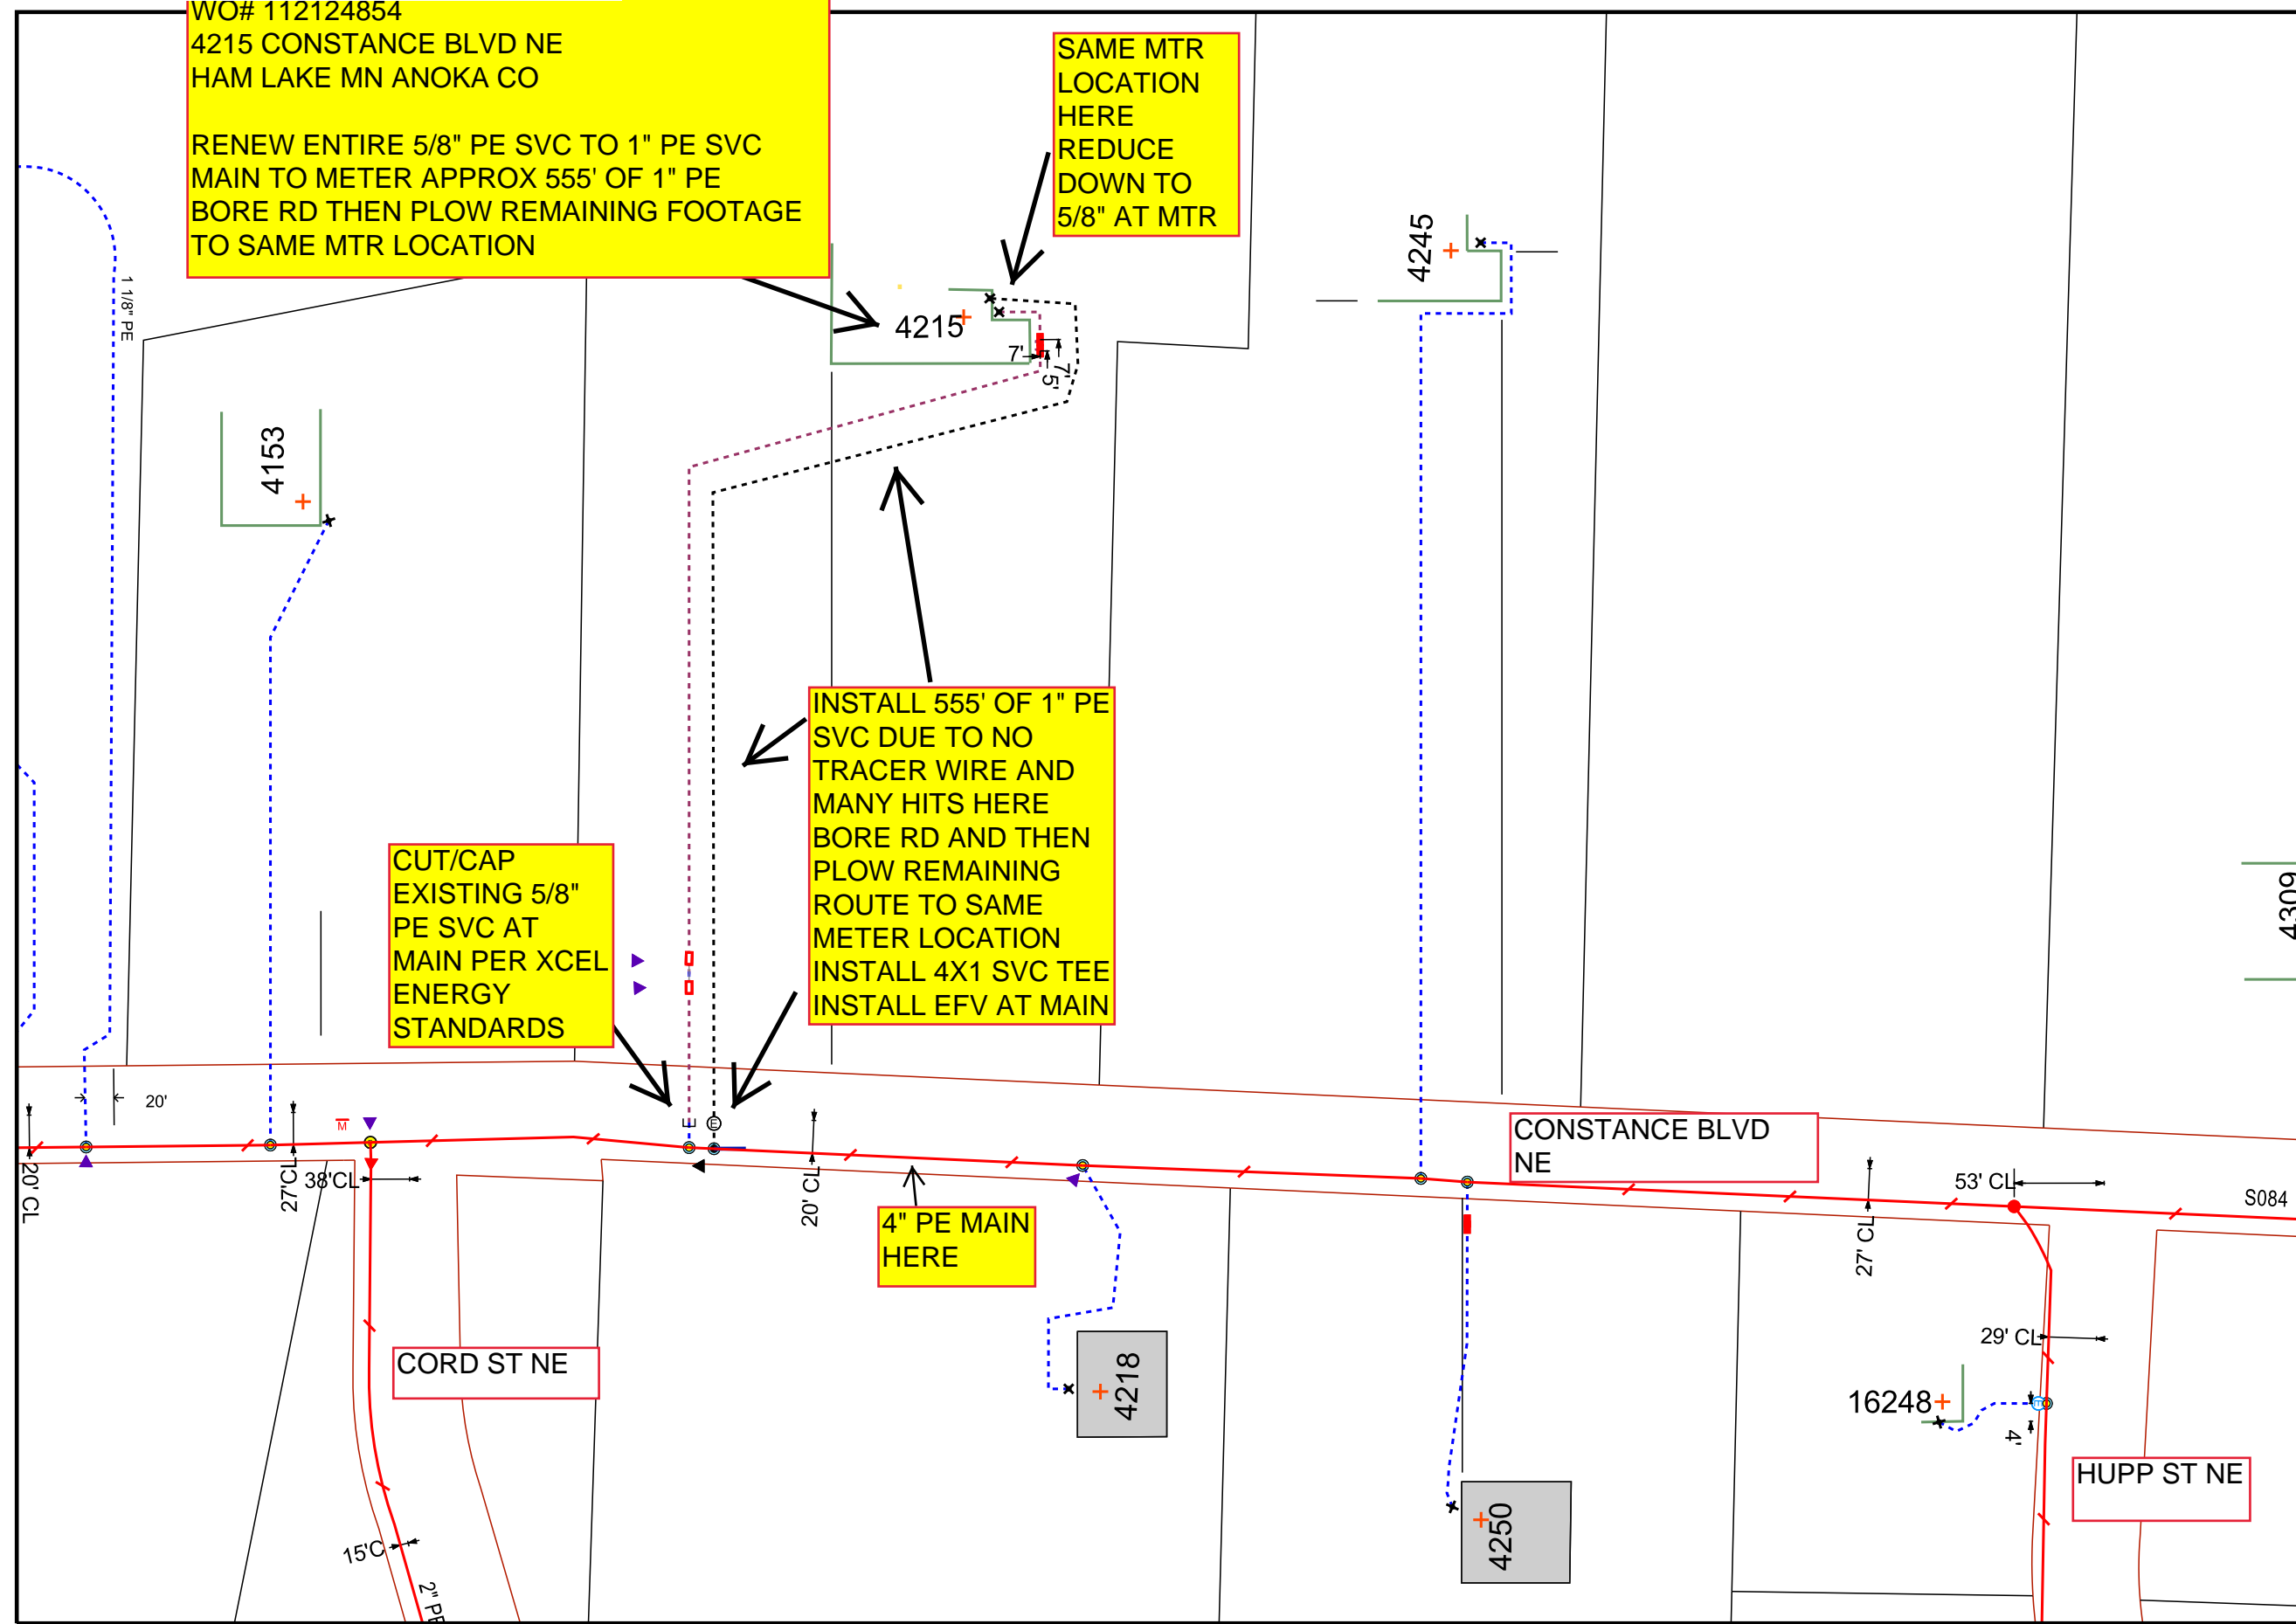 WO# 112124854
4215 CONSTANCE BLVD NE
HAM LAKE MN ANOKA CO
RENEW ENTIRE 5/8" PE SVC TO 1" PE SVC
MAIN TO METER APPROX 555' OF 1" PE
BORE RD THEN PLOW REMAINING FOOTAGE
TO SAME MTR LOCATION
SAME MTR
LOCATION
HERE
REDUCE
DOWN TO
5/8" AT MTR
4245
1 1/8" PE
4215
7'
7'
5'
4153
INSTALL 555' OF 1" PE
SVC DUE TO NO
TRACER WIRE AND
MANY HITS HERE
BORE RD AND THEN
PLOW REMAINING
ROUTE TO SAME
METER LOCATION
INSTALL 4X1 SVC TEE
INSTALL EFV AT MAIN
CUT/CAP
EXISTING 5/8"
PE SVC AT
MAIN PER XCEL
ENERGY
STANDARDS
4309
20'
M
E
CONSTANCE BLVD
NE
20' CL
27'CL
38'CL
20' CL
53' CL
27' CL
S084
4" PE MAIN
HERE
CORD ST NE
4218
29' CL
16248
E
4'
HUPP ST NE
4250
15'C
2" PE